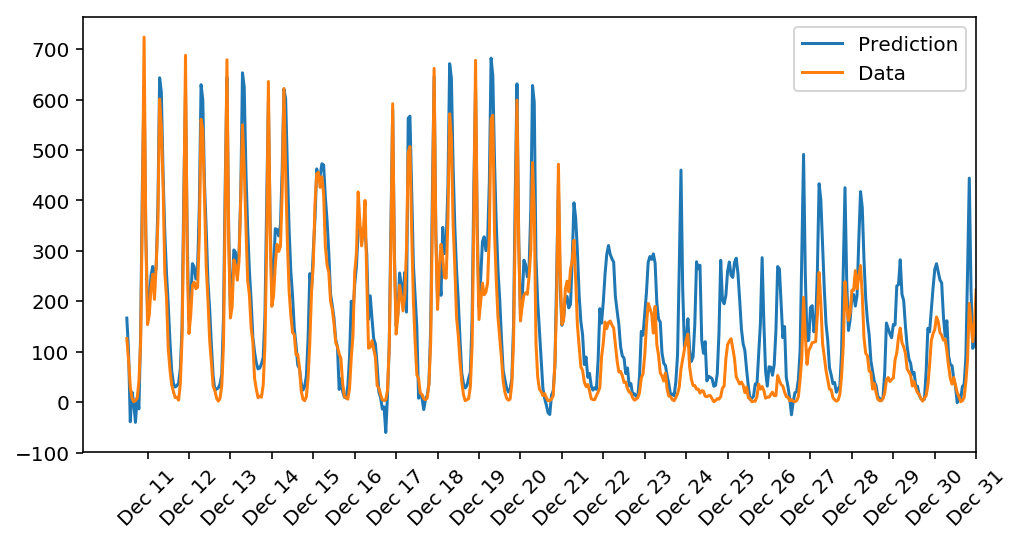 700
600
500
400
300
200
100
0
−100
Prediction
Data
Dec 11
Dec 12
Dec 13
Dec 14
Dec 15
Dec 16
Dec 17
Dec 18
Dec 19
Dec 20
Dec 21
Dec 22
Dec 23
Dec 24
Dec 25
Dec 26
Dec 27
Dec 28
Dec 29
Dec 30
Dec 31